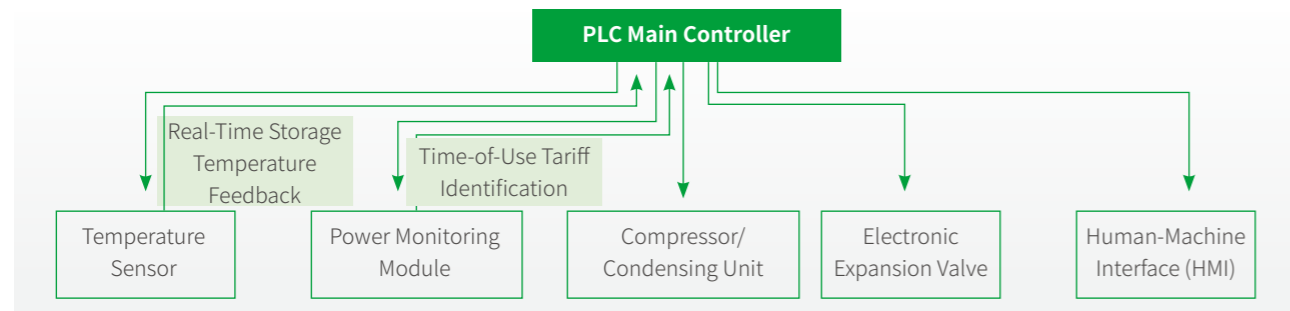 PLC Main Controller
Real-Time Storage
Temperature
Feedback
Time-of-Use Tariff
Identification
Temperature
Sensor
Power Monitoring
Module
Compressor/
Condensing Unit
Electronic
Expansion Valve
Human-Machine
Interface (HMI)